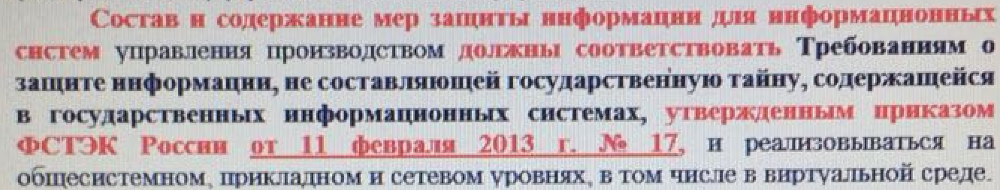 Состав и содержание мер защиты информации для информационных
систем управления производством должны соответствовать Требованиям о
защите информации, не составляющей государственную тайну, содержащейся
в государственных информационных системах, утвержденным приказом
ФСТЭК России от 11 февраля 2013 г. № 17, и реализовываться на
общесистемном, прикладном и сетевом уровнях, в том числе в виртуальной среде.